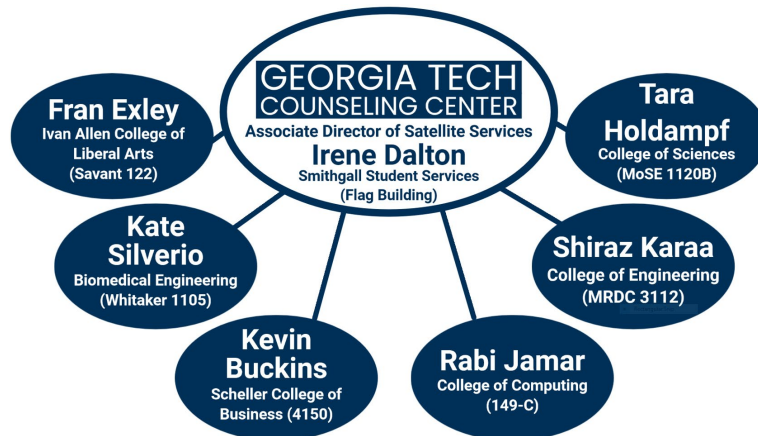 GEORGIA TECH
COUNSELING CENTER
Associate Director of Satellite Services
Irene Dalton
Smithgall Student Services
(Flag Building)
Fran Exley
Ivan Allen College of
Liberal Arts
(Savant 122)
Kate
Silverio
Biomedical Engineering
(Whitaker 1105)
Kevin
Buckins
Scheller College of
Business (4150)
Rabi Jamar
College of Computing
(149-C)
Shiraz Karaa
College of Engineering
(MRDC 3112)
Tara
Holdampf
College of Sciences
(MoSE 1120B)